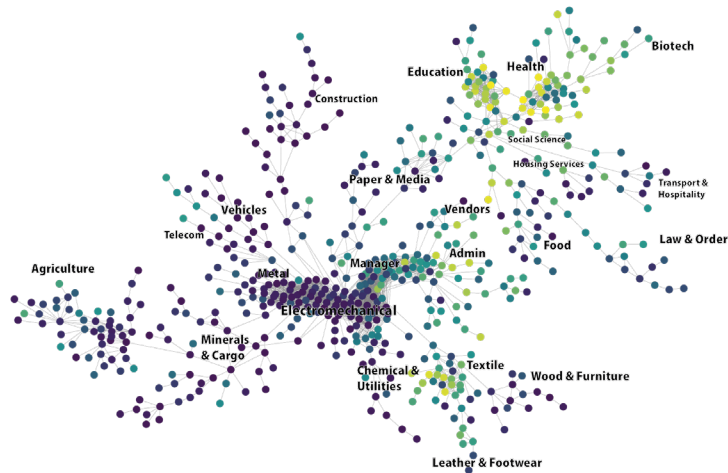 Biotech
Health
Education
Construction
Social Science
Housing Services
Paper & Media
Transport &
Hospitality
Vehicles
Vendors
Telecom
Law & Order
Food
Admin
Manager
Agriculture
Metal
Electromechanical
Minerals
& Cargo
Chemical &
Utilities
Textile
Wood & Furniture
Leather & Footwear